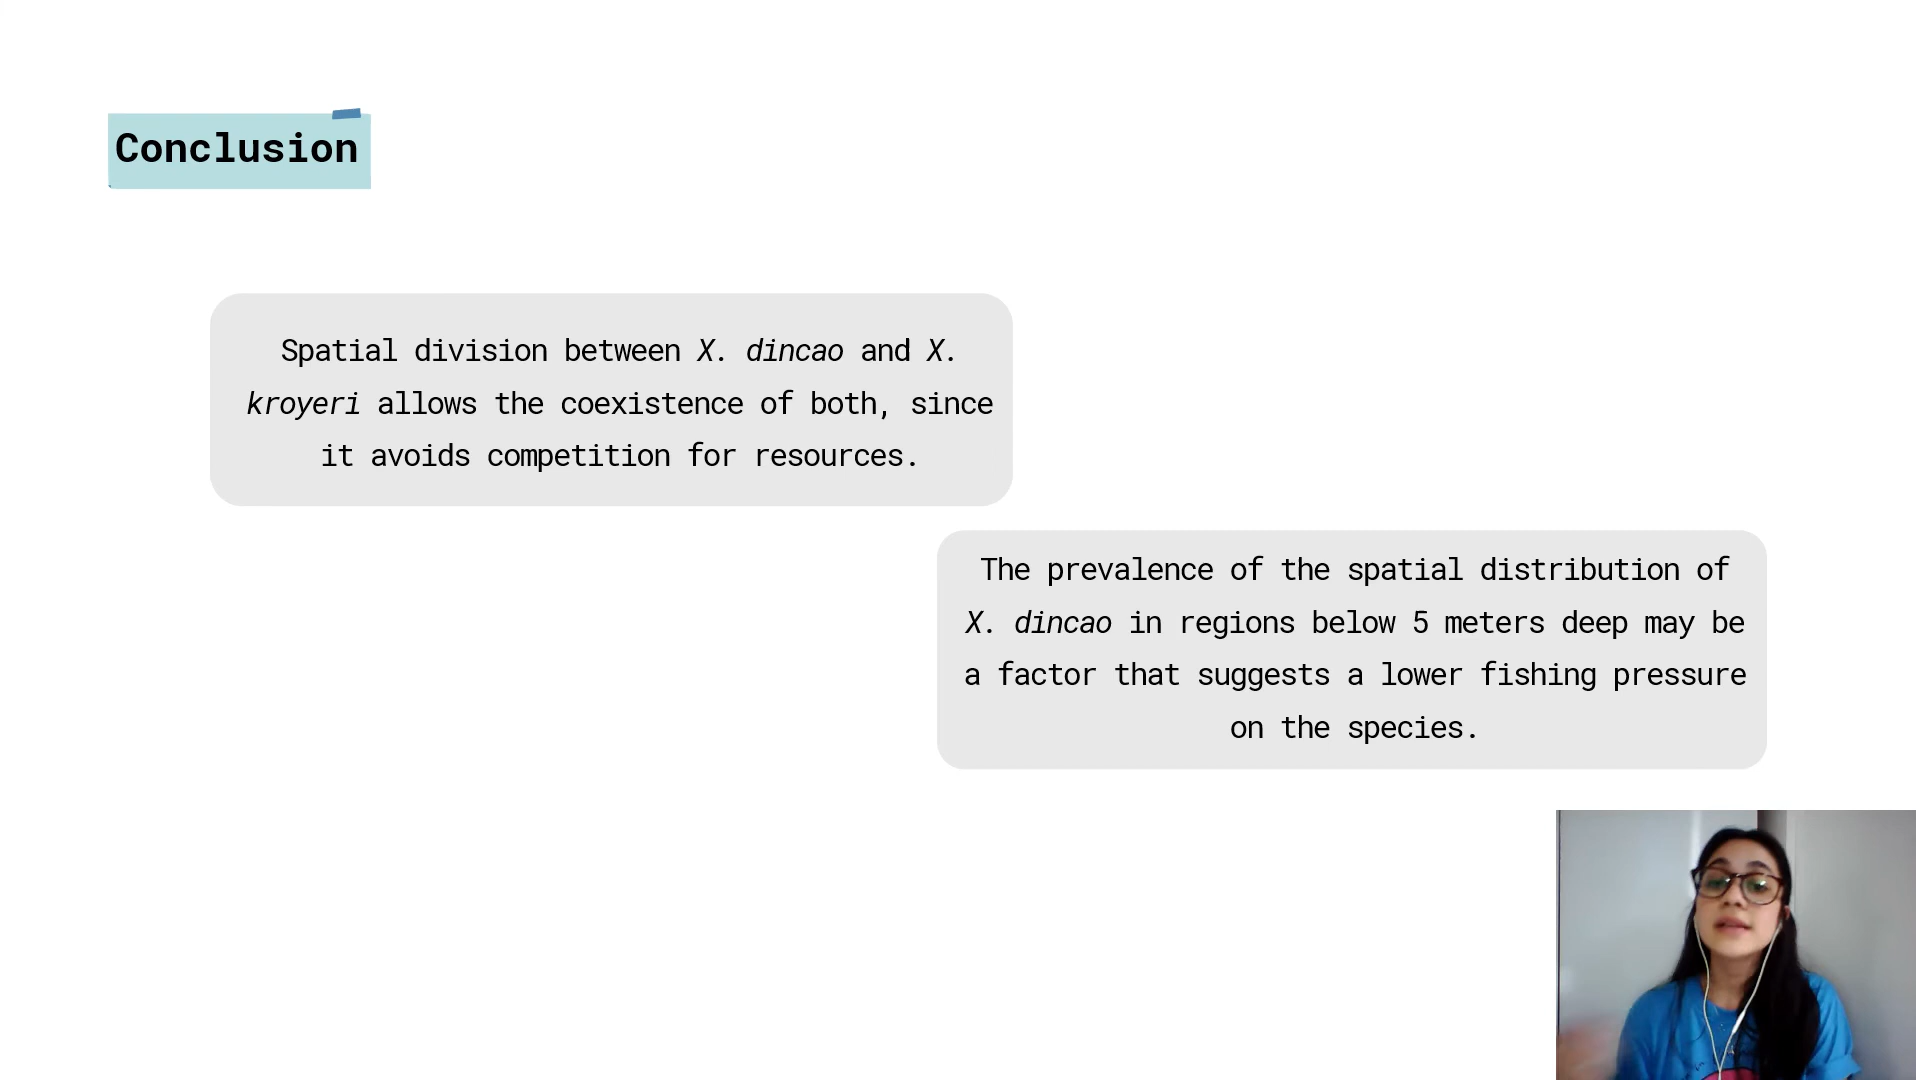 Conclusion
Spatial division between X. dincao and X.
kroyeri allows the coexistence of both, since
it avoids competition for resources.
The prevalence of the spatial distribution of
X. dincao in regions below 5 meters deep may be
a factor that suggests a lower fishing pressure
on the species.